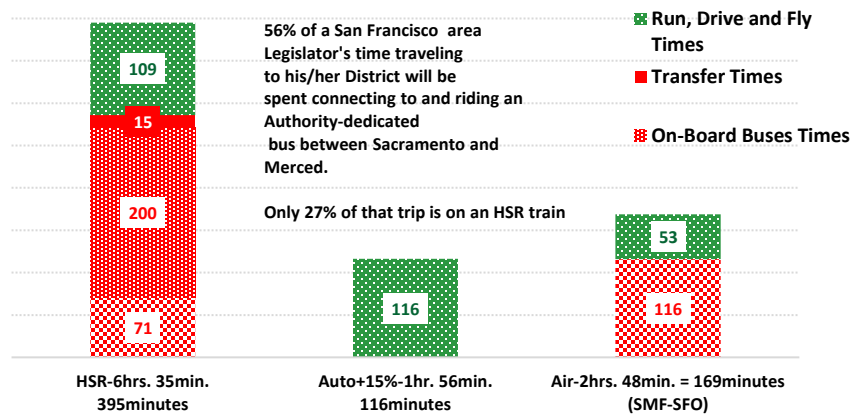 56% of a San Francisco area
Legislator's time traveling
to his/her District will be
spent connecting to and riding an
Authority-dedicated
bus between Sacramento and
Merced.
Only 27% of that trip is on an HSR train
Run, Drive and Fly
Times
Transfer Times
On-Board Buses Times
109
15
200
71
116
53
116
HSR-6hrs. 35min.
395minutes
Auto+15%-1hr. 56min.
116minutes
Air-2hrs. 48min. = 169minutes
(SMF-SFO)